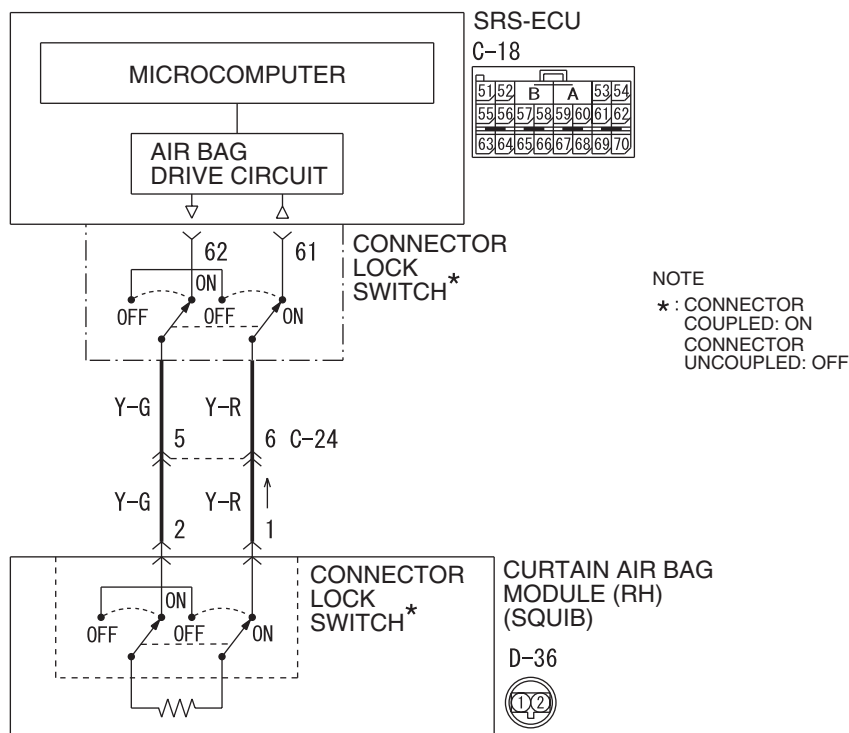 SRS-ECU
C-18
MICROCOMPUTER
51 52 B A 53 54
55 56 57 58 59 60 61 62
63 64 65 66 67 68 69 70
AIR BAG
DRIVE CIRCUIT
62 61
CONNECTOR
LOCK
SWITCH*
ON
OFF OFF ON
NOTE
* : CONNECTOR
COUPLED: ON
CONNECTOR
UNCOUPLED: OFF
Y-G Y-R
5 6 C-24
Y-G Y-R
2 1
CONNECTOR
LOCK
SWITCH*
ON
OFF OFF ON
CURTAIN AIR BAG
MODULE (RH)
(SQUIB)
D-36
1 2